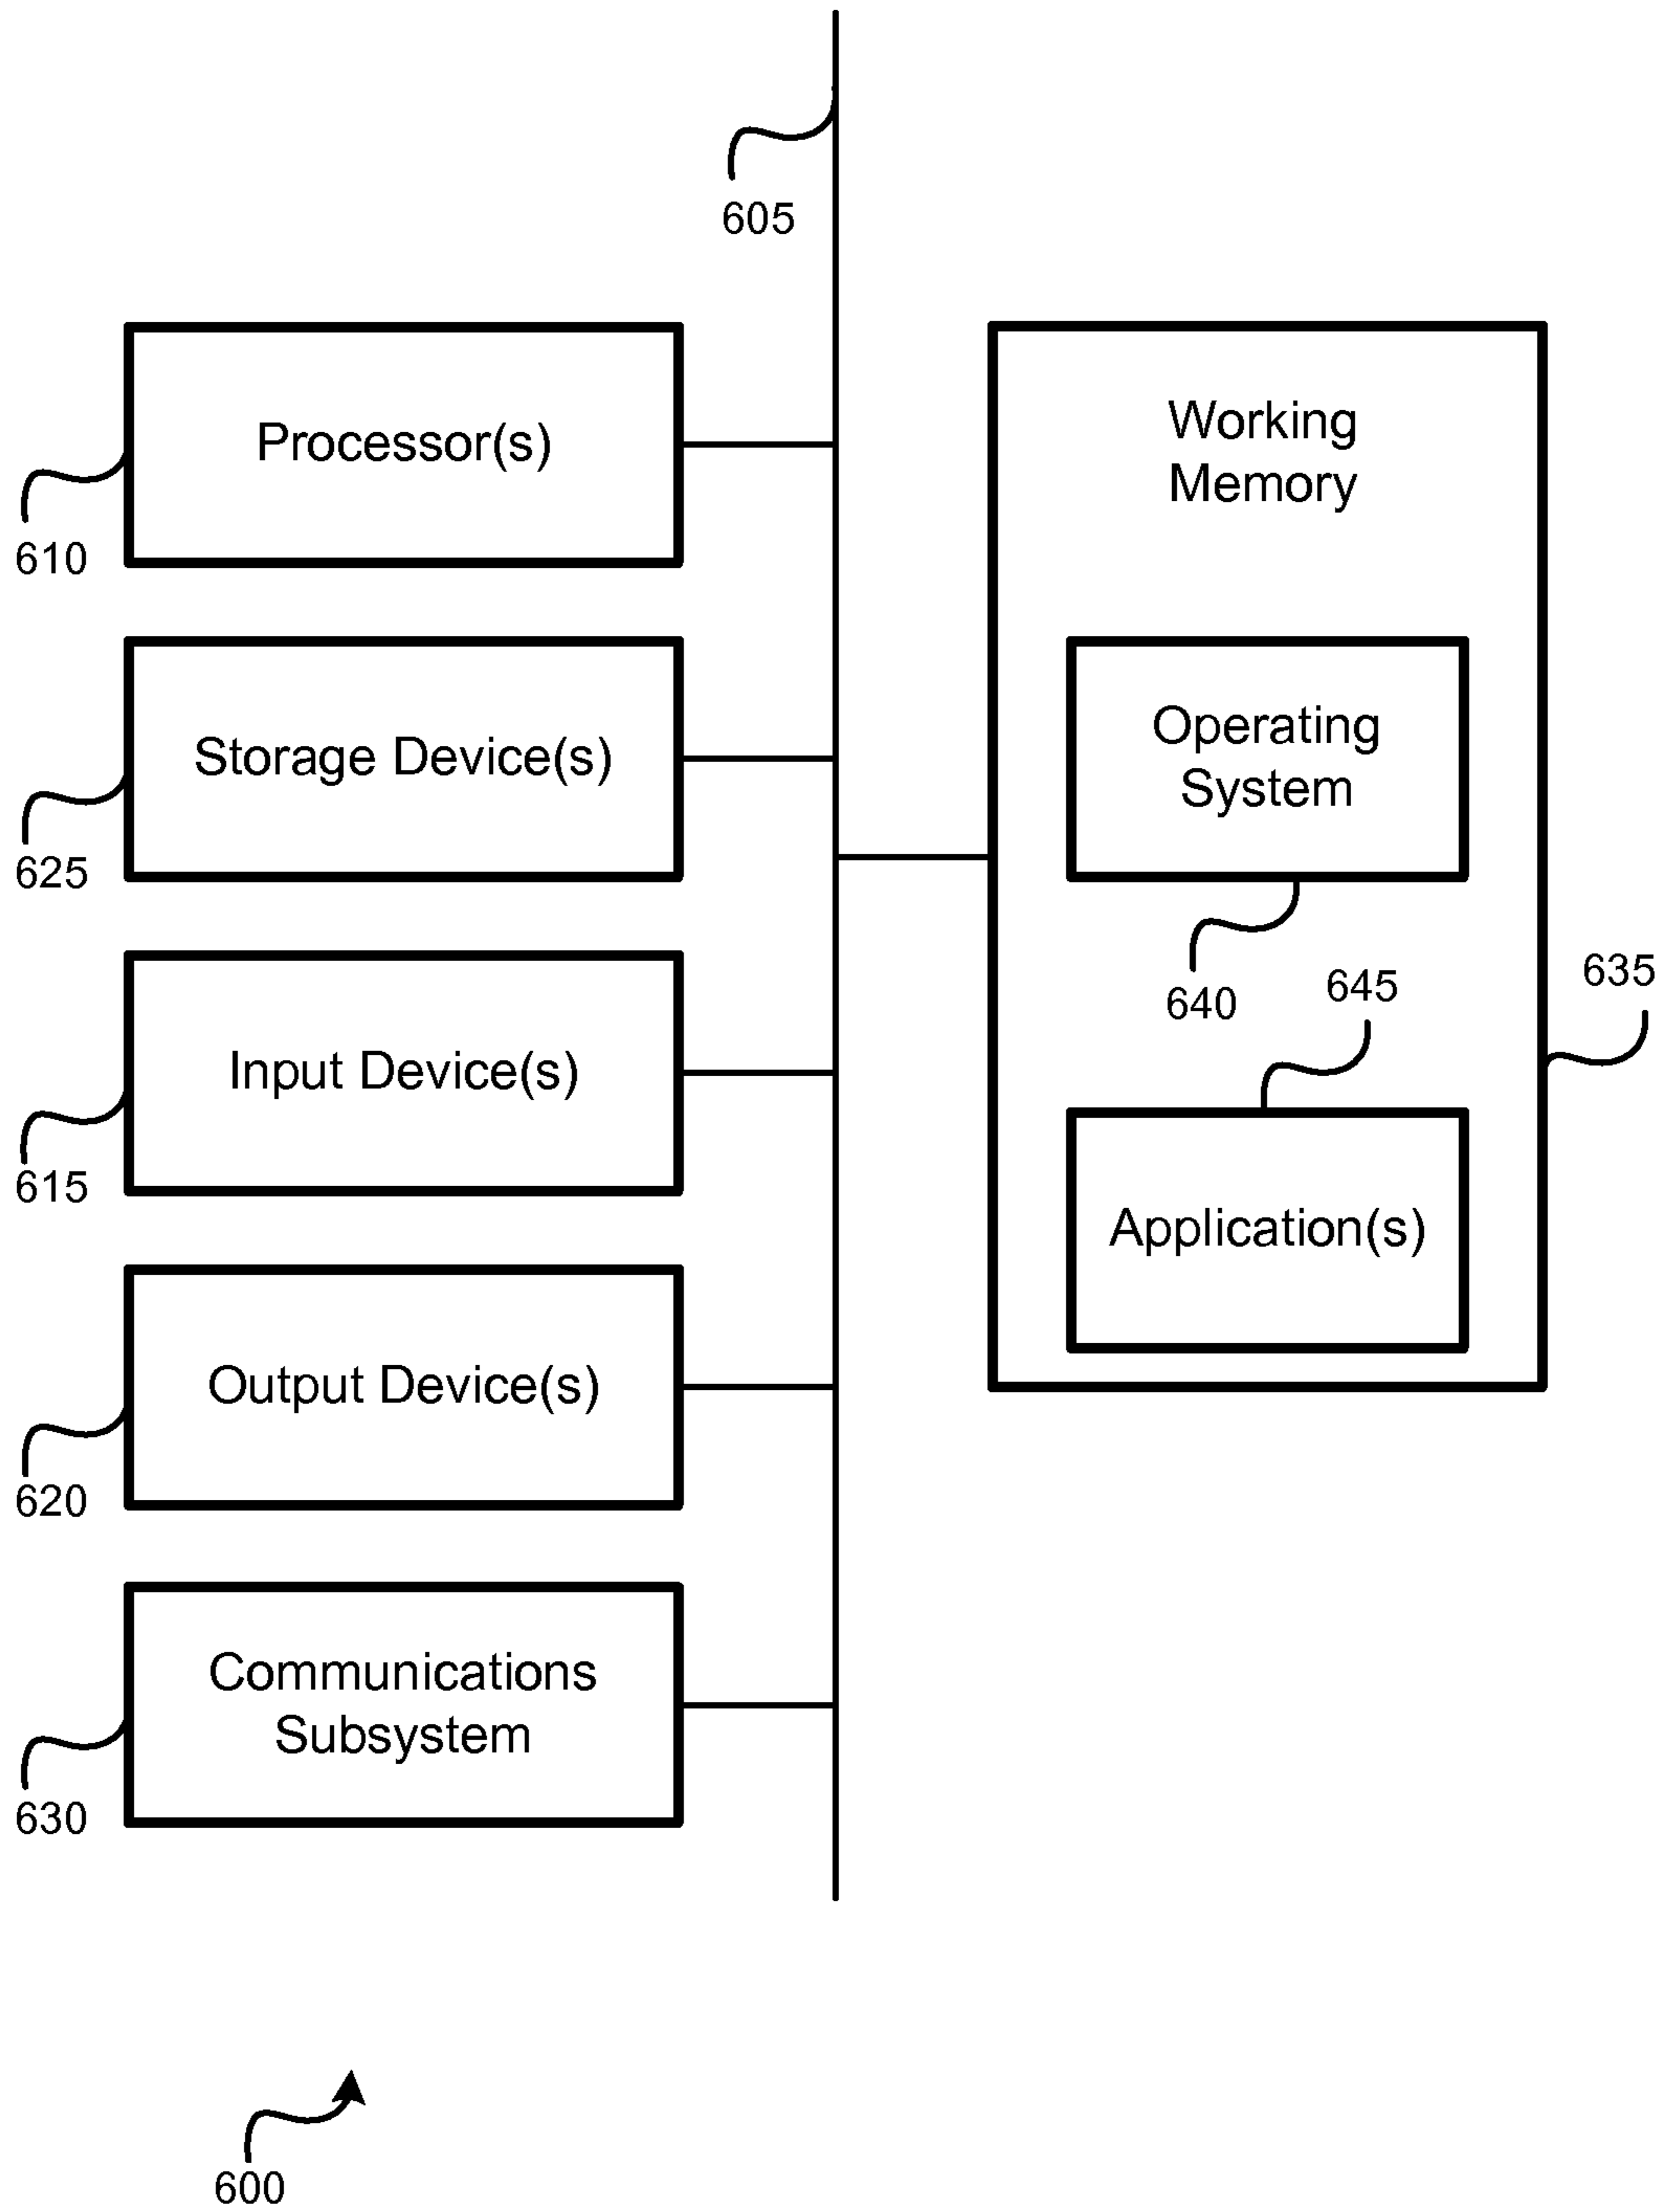 605
Processor(s)
610
Storage Device(s)
625
Input Device(s)
615
Output Device(s)
620
Communications
Subsystem
630
Working
Memory
Operating
System
640
645
635
Application(s)
600